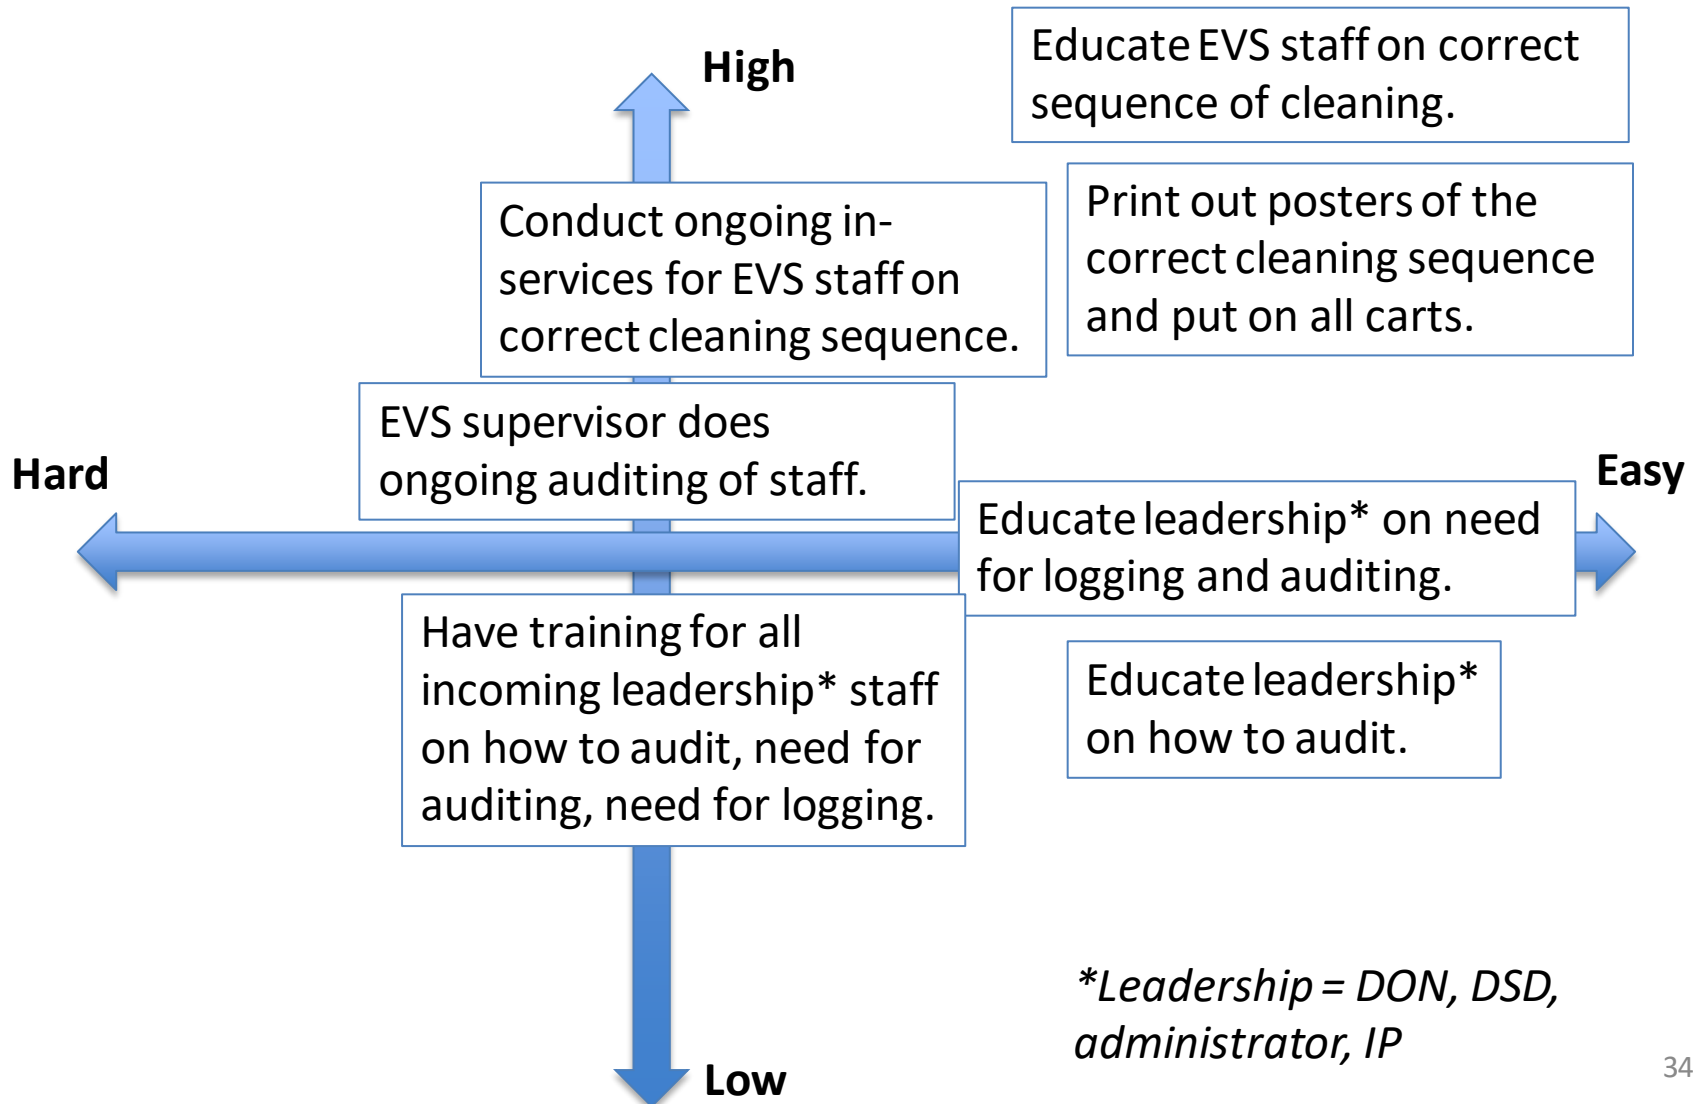 High
Educate EVS staff on correct
sequence of cleaning.
Print out posters of the
correct cleaning sequence
and put on all carts.
Conduct ongoing in-
services for EVS staff on
correct cleaning sequence.
EVS supervisor does
ongoing auditing of staff.
Hard
Easy
Educate leadership* on need
for logging and auditing.
Have training for all
incoming leadership* staff
on how to audit, need for
auditing, need for logging.
Educate leadership*
on how to audit.
*Leadership = DON, DSD,
administrator, IP
Low
34